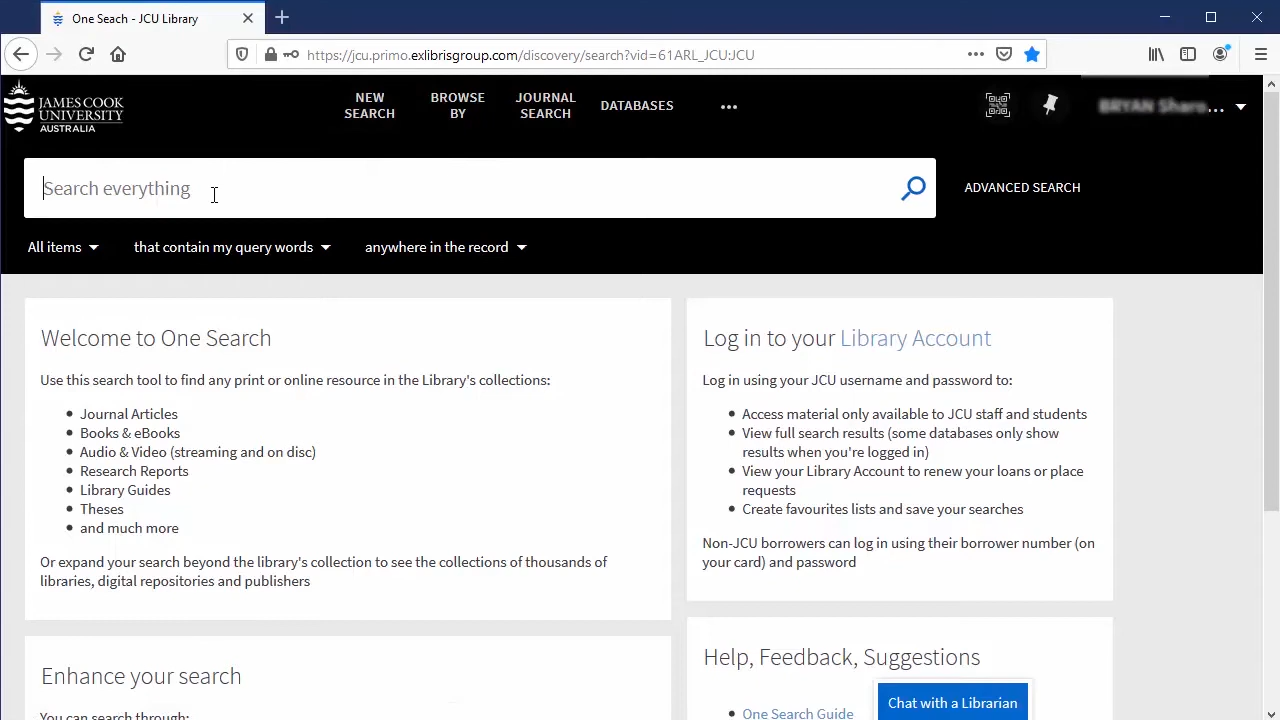 One Seach - JCU Library
https://jcu.primo.exlibrisgroup.com/discovery/search?vid=61ARL_JCU:JCU
JAMES COOK
UNIVERSITY
AUSTRALIA
NEW
SEARCH
BROWSE
BY
JOURNAL
SEARCH
DATABASES
Search everything
ADVANCED SEARCH
All items
that contain my query words
anywhere in the record
Welcome to One Search
Use this search tool to find any print or online resource in the Library's collections:
Journal Articles
Books & eBooks
Audio & Video (streaming and on disc)
Research Reports
Library Guides
Theses
and much more
Or expand your search beyond the library's collection to see the collections of thousands of
libraries, digital repositories and publishers
Log in to your Library Account
Log in using your JCU username and password to:
Access material only available to JCU staff and students
View full search results (some databases only show
results when you're logged in)
View your Library Account to renew your loans or place
requests
Create favourites lists and save your searches
Non-JCU borrowers can log in using their borrower number (on
your card) and password
Enhance your search
You can search through:
Help, Feedback, Suggestions
One Search Guide
Chat with a Librarian